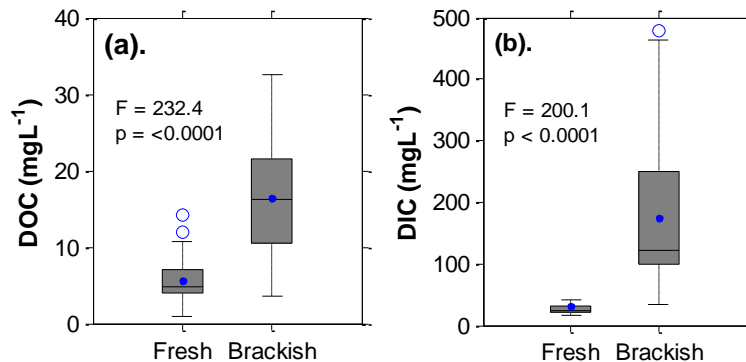 (a).
DOC (mgL⁻¹)
40
30
20
10
0
F = 232.4
p = <0.0001
Fresh Brackish
(b).
DIC (mgL⁻¹)
500
400
300
200
100
0
F = 200.1
p < 0.0001
Fresh Brackish